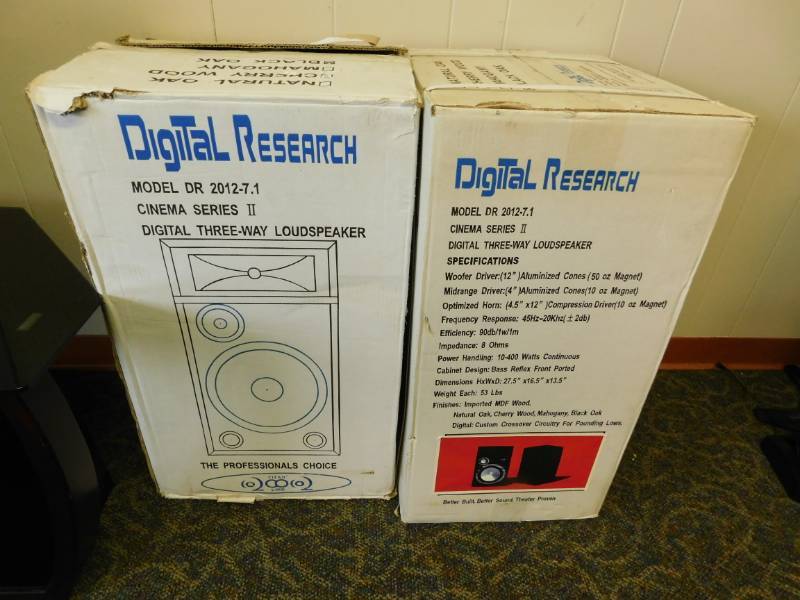 NATURAL OAK
CHERRY WOOD
MAHOGANY
BLACK OAK
DigiTaL RESEARCH
MODEL DR 2012-7.1
CINEMA SERIES II
DIGITAL THREE-WAY LOUDSPEAKER
THE PROFESSIONALS CHOICE
DigiTaL RESEARCH
MODEL DR 2012-7.1
CINEMA SERIES II
DIGITAL THREE-WAY LOUDSPEAKER
SPECIFICATIONS
Woofer Driver:(12")Aluminized Cones (50 oz Magnet)
Midrange Driver:(4")Aluminized Cones(10 oz Magnet)
Optimized Horn: (4.5"x12")Compression Driver(10 oz Magnet)
Frequency Response: 45Hz~20Khz(±2db)
Efficiency: 90db/1w/1m
Impedance: 8 Ohms
Power Handling: 10-400 Watts Continuous
Cabinet Design: Bass Reflex Front Ported
Dimensions HxWxD: 27.5"x16.5"x13.5"
Weight Each: 53 Lbs
Finishes: Imported MDF Wood.
Natural Oak, Cherry Wood, Mahogany, Black Oak
Digital: Custom Crossover Circuitry For Pounding Lows.
Better Built Better Sound Theater Proven